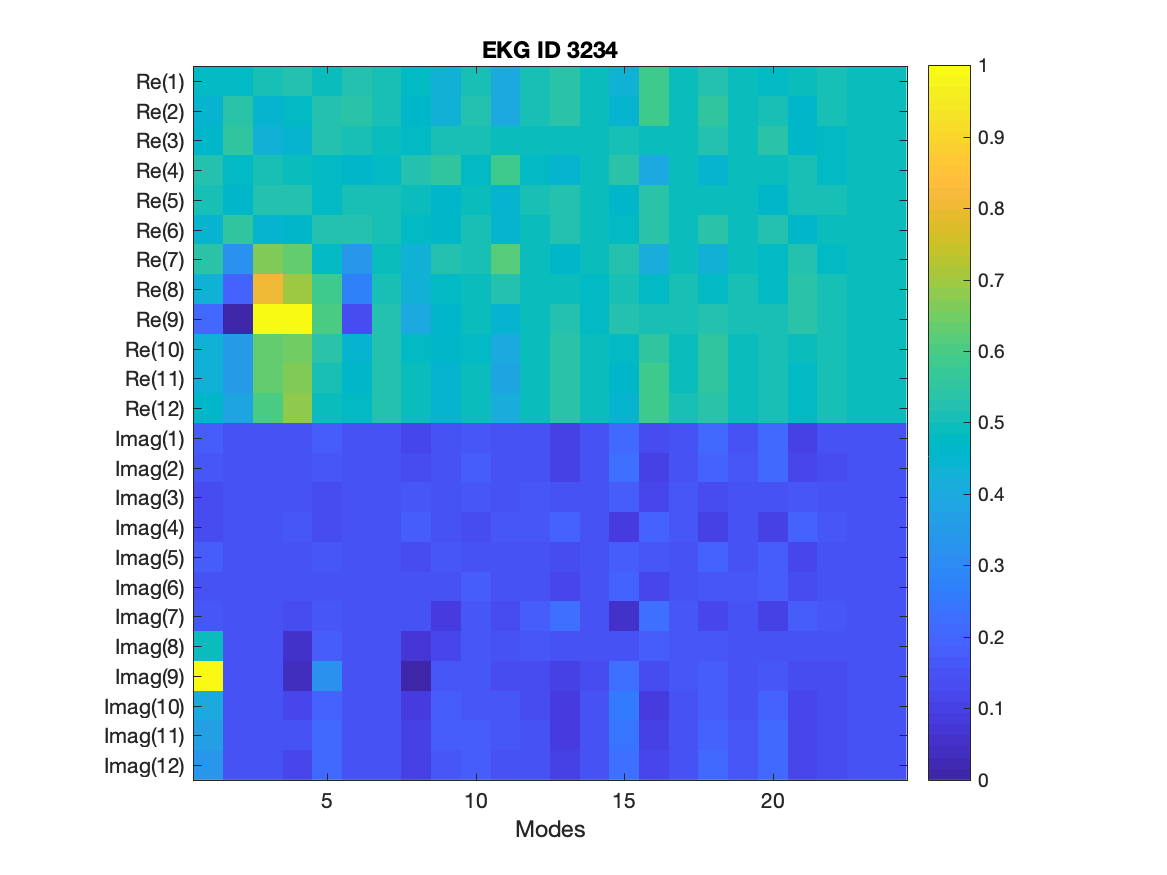 EKG ID 3234
Re(1)
Re(2)
Re(3)
Re(4)
Re(5)
Re(6)
Re(7)
Re(8)
Re(9)
Re(10)
Re(11)
Re(12)
Imag(1)
Imag(2)
Imag(3)
Imag(4)
Imag(5)
Imag(6)
Imag(7)
Imag(8)
Imag(9)
Imag(10)
Imag(11)
Imag(12)
5 10 15 20
Modes
1
0.9
0.8
0.7
0.6
0.5
0.4
0.3
0.2
0.1
0